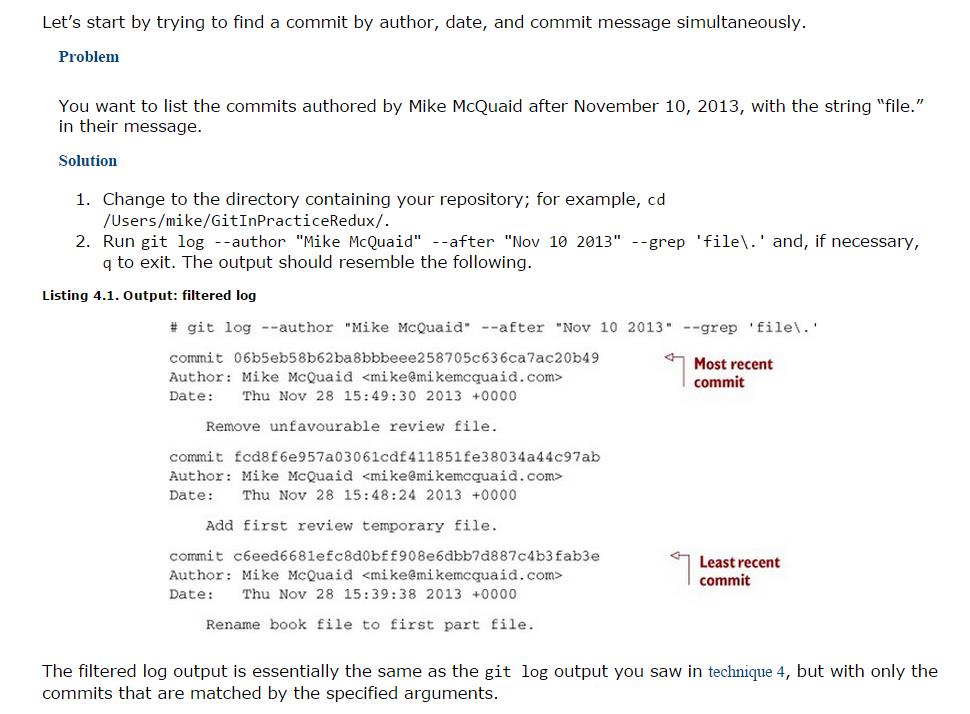 Let’s start by trying to find a commit by author, date, and commit message simultaneously.
Problem
You want to list the commits authored by Mike McQuaid after November 10, 2013, with the string “file.”
in their message.
Solution
1. Change to the directory containing your repository; for example, cd
/Users/mike/GitInPracticeRedux/.
2. Run git log --author "Mike McQuaid" --after "Nov 10 2013" --grep 'file\.' and, if necessary,
q to exit. The output should resemble the following.
Listing 4.1. Output: filtered log
# git log --author "Mike McQuaid" --after "Nov 10 2013" --grep 'file\.'
commit 06b5eb58b62ba8bbbeee258705c636ca7ac20b49
Most recent
commit
Author: Mike McQuaid <mike@mikemcquaid.com>
Date: Thu Nov 28 15:49:30 2013 +0000
Remove unfavourable review file.
commit fcd8f6e957a03061cdf411851fe38034a44c97ab
Author: Mike McQuaid <mike@mikemcquaid.com>
Date: Thu Nov 28 15:48:24 2013 +0000
Add first review temporary file.
commit c6eed6681efc8d0bff908e6dbb7d887c4b3fab3e
Least recent
commit
Author: Mike McQuaid <mike@mikemcquaid.com>
Date: Thu Nov 28 15:39:38 2013 +0000
Rename book file to first part file.
The filtered log output is essentially the same as the git log output you saw in technique 4, but with only the
commits that are matched by the specified arguments.